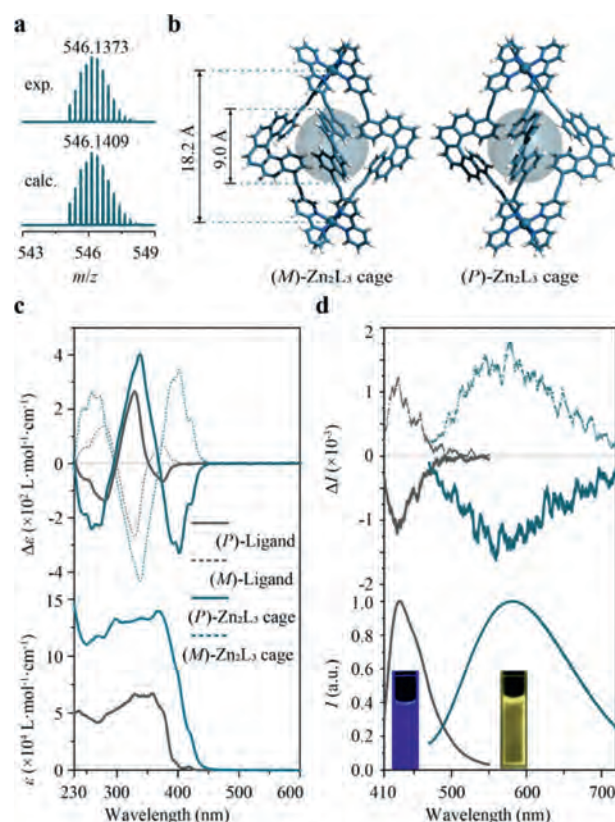 a
546.1373
exp.
546.1409
calc.
543 546 549
m/z
b
18.2 Å
9.0 Å
(M)-Zn₂L₃ cage (P)-Zn₂L₃ cage
c
4
2
0
-2
-4
Δε (×10² L·mol⁻¹·cm⁻¹)
(P)-Ligand
(M)-Ligand
(P)-Zn₂L₃ cage
(M)-Zn₂L₃ cage
15
10
5
0
ε (×10⁴ L·mol⁻¹·cm⁻¹)
230 300 400 500 600
Wavelength (nm)
d
2
1
0
-1
-2
ΔI (×10⁻³)
1.0
0.8
0.6
0.4
0.2
0.0
I (a.u.)
410 500 600 700
Wavelength (nm)